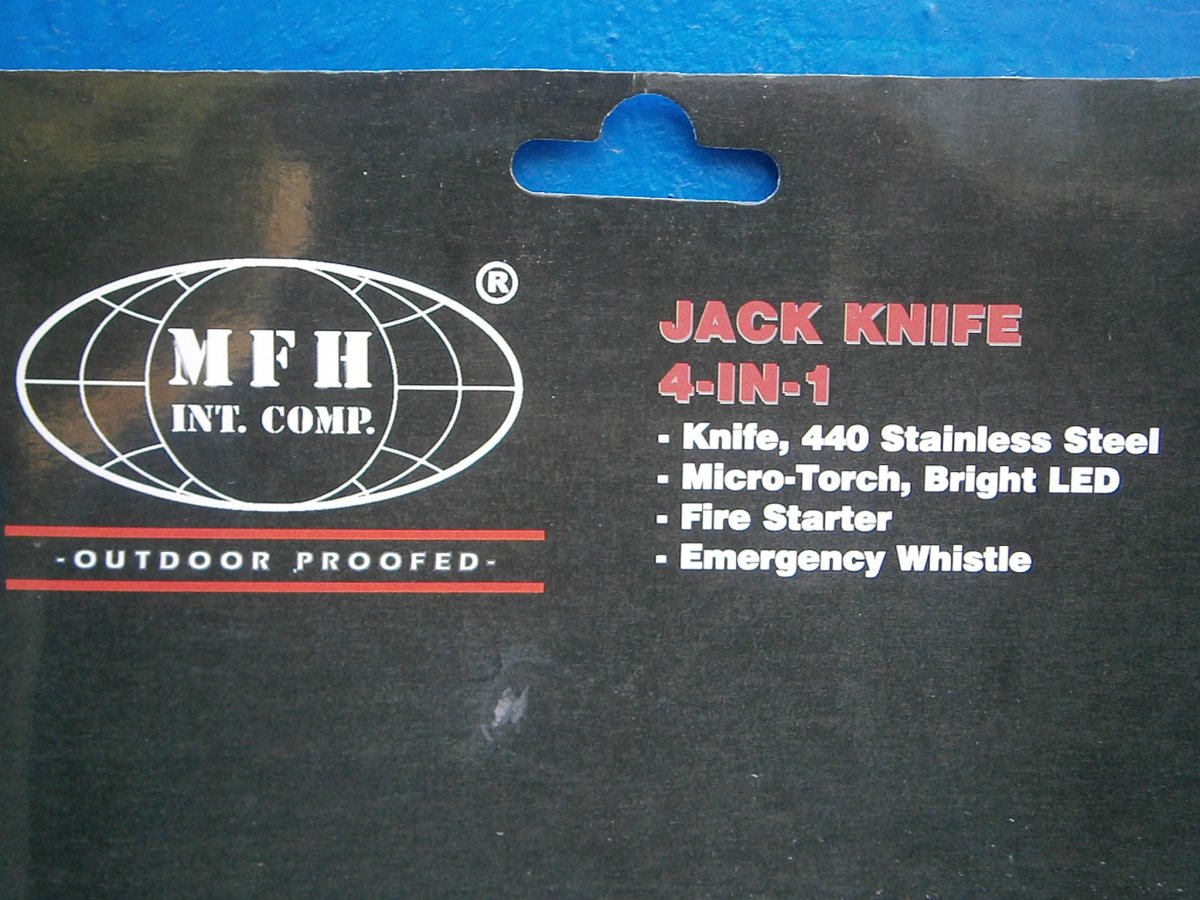 MFH
INT. COMP.
®
-OUTDOOR PROOFED-
JACK KNIFE
4-IN-1
- Knife, 440 Stainless Steel
- Micro-Torch, Bright LED
- Fire Starter
- Emergency Whistle